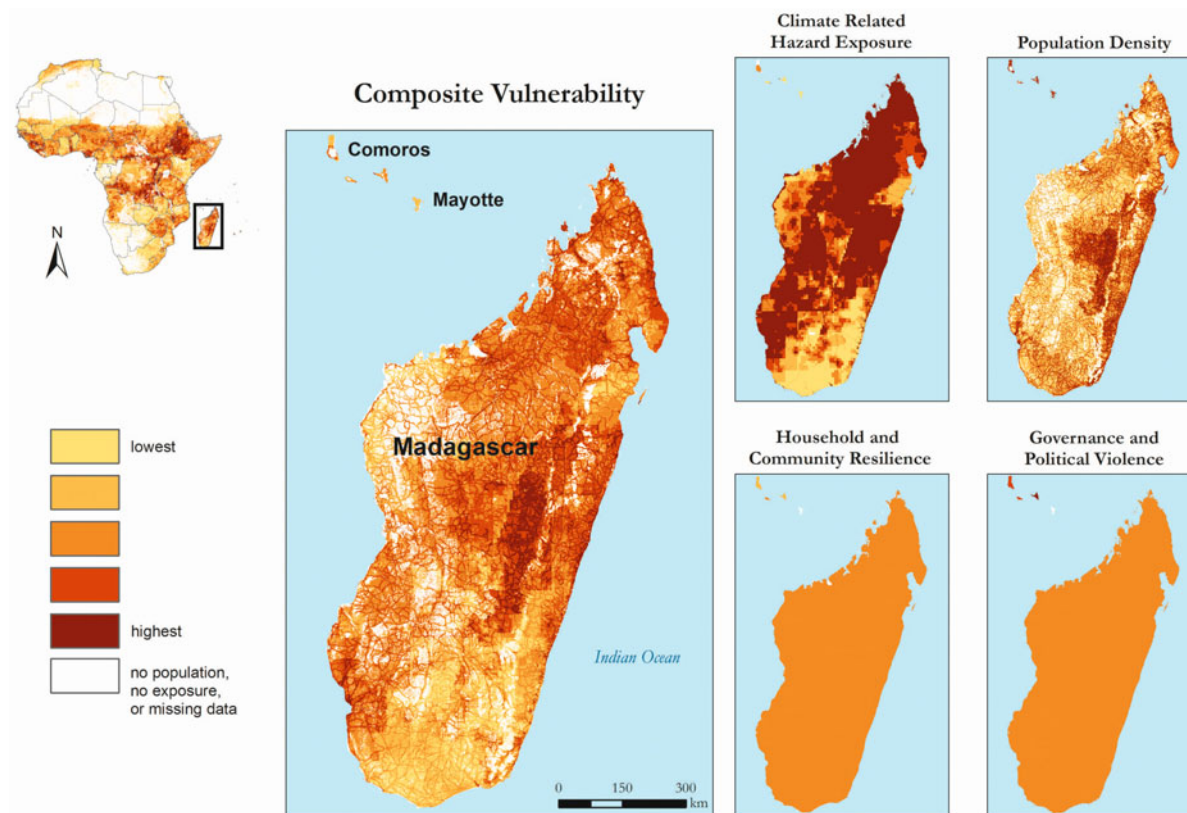 Climate Related
Hazard Exposure
Population Density
Composite Vulnerability
Comoros
Mayotte
N
lowest
Madagascar
Household and
Community Resilience
Governance and
Political Violence
highest
Indian Ocean
no population,
no exposure,
or missing data
0 150 300
km